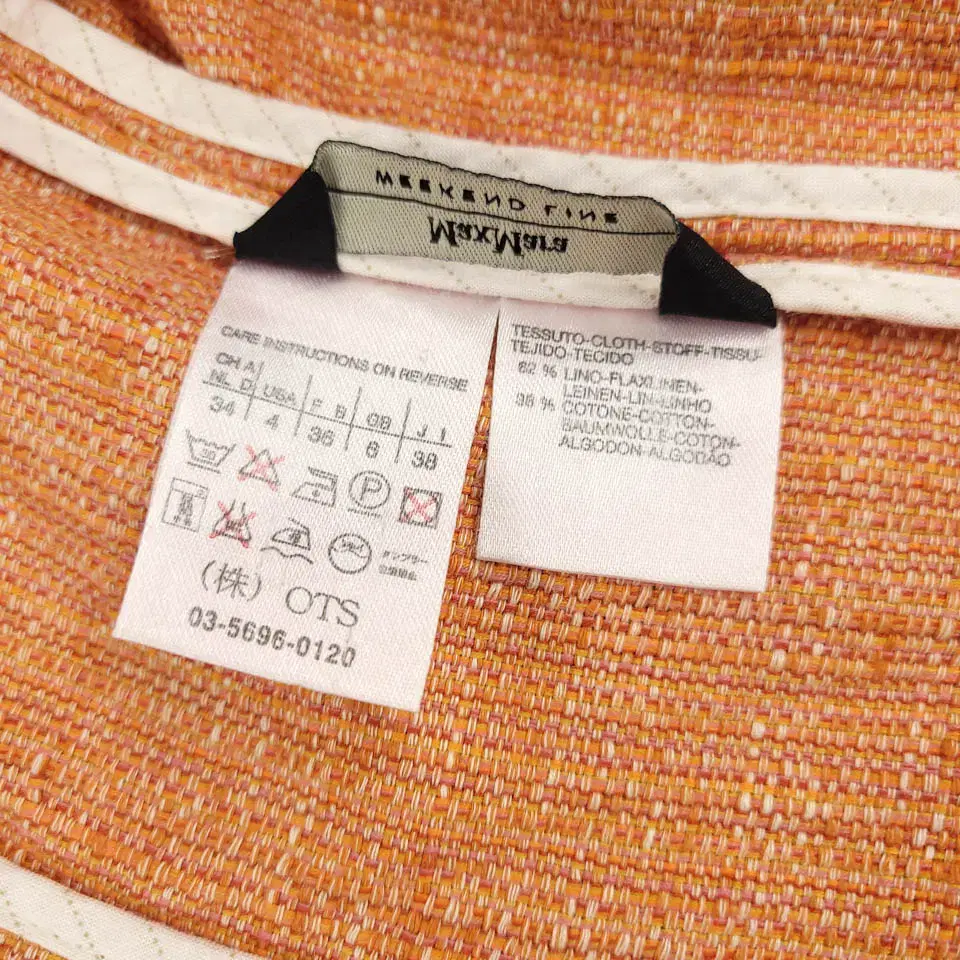 MaxMara
WEEKEND LINE
CARE INSTRUCTIONS ON REVERSE
CH A
NL D USA F B GB J I
34 4 36 6 38
30
P
(株) OTS
03-5696-0120
TESSUTO-CLOTH-STOFF-TISSU-
TEJIDO-TECIDO
62 % LINO-FLAXLINEN-
LEINEN-LIN-LINHO
38 % COTONE-COTTON-
BAUMWOLLE-COTON-
ALGODON-ALGODÃO